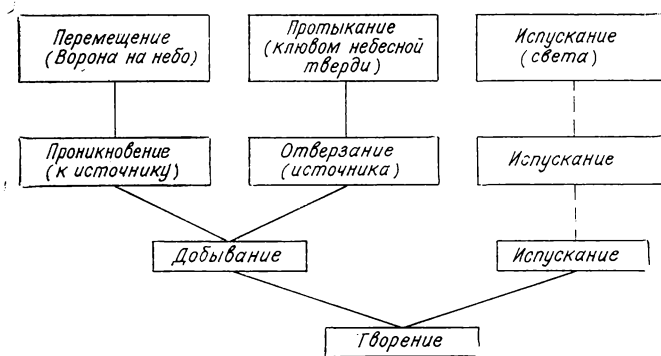 Перемещение
(Ворона на небо)
Протыкание
(клювом небесной
тверди)
Испускание
(света)
Проникновение
(к источнику)
Отверзание
(источника)
Испускание
Добывание
Испускание
Творение